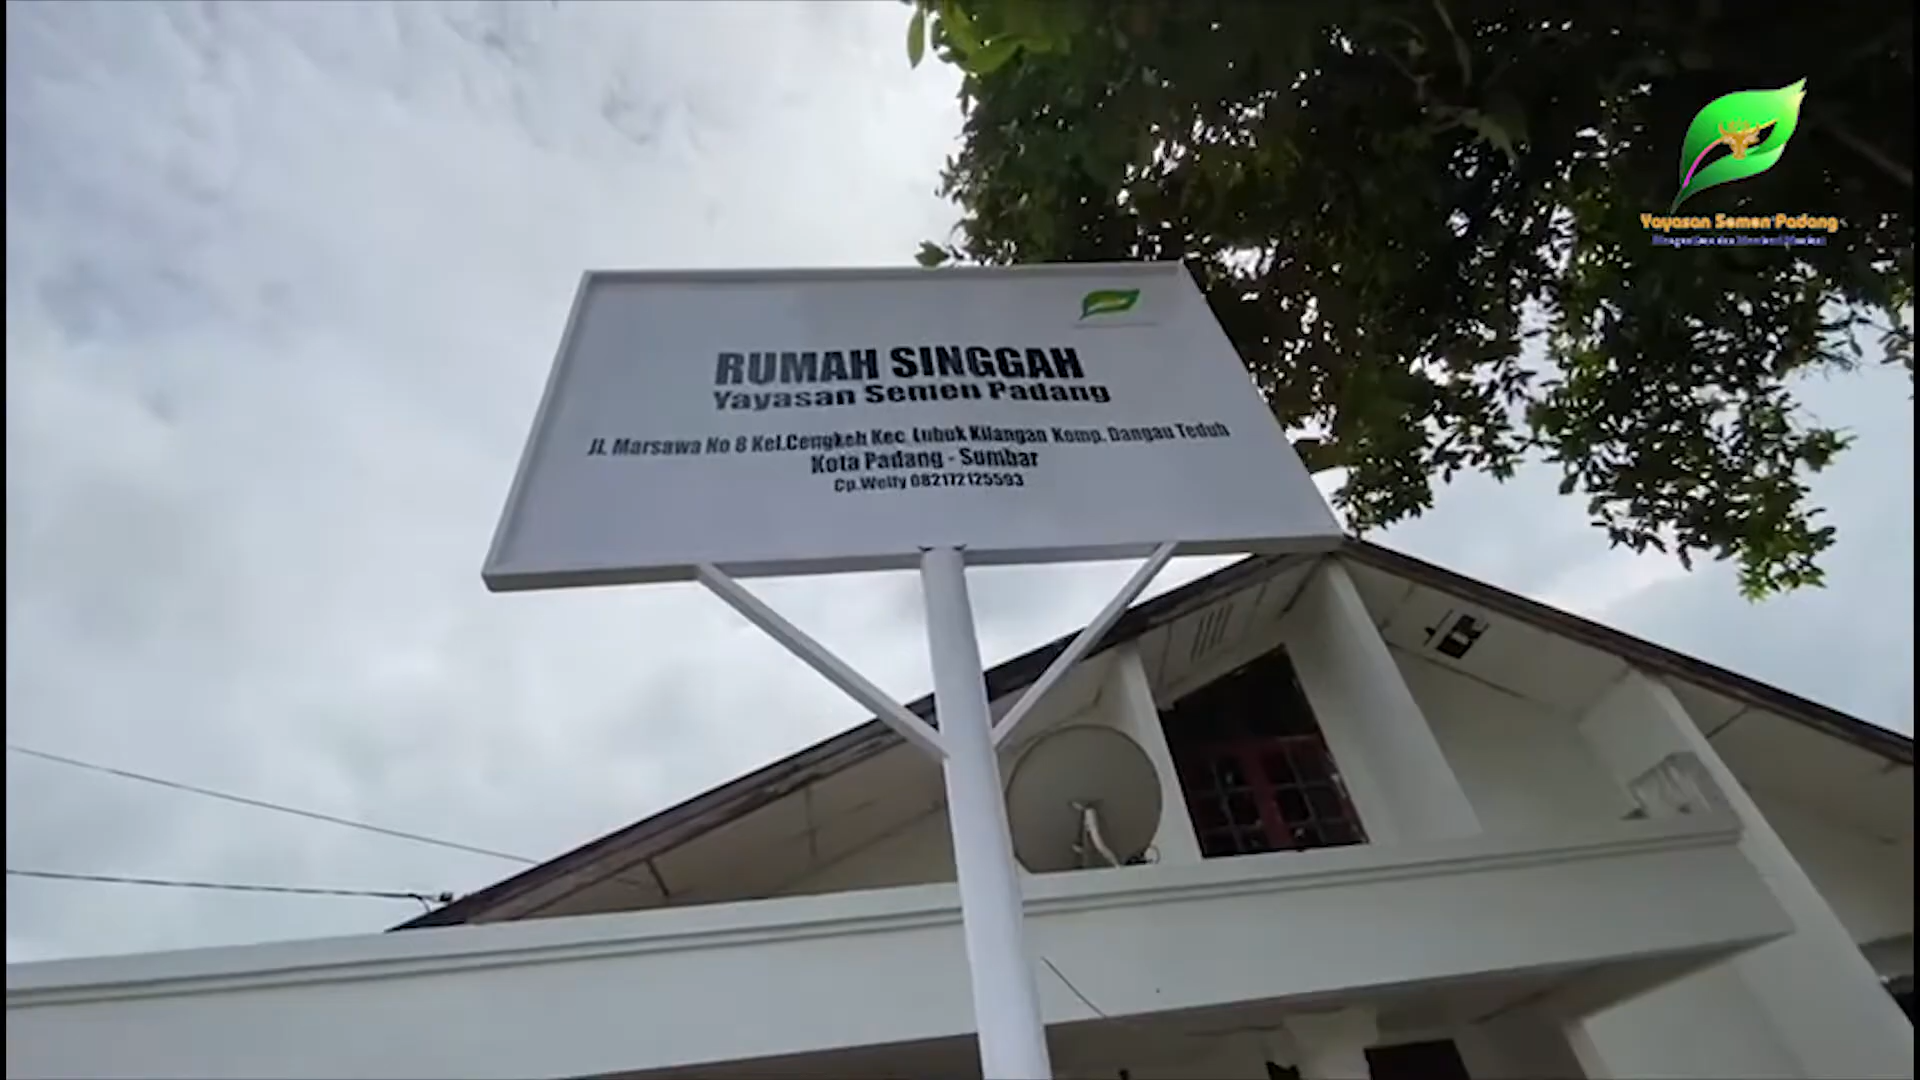 Yayasan Semen Padang
RUMAH SINGGAH
Yayasan Semen Padang
Jl. Marsawa No 8 Kel.Cengkeh Kec. Lubuk Kilangan Komp. Dangau Teduh
Kota Padang - Sumbar
Cp.Welfy 082172125593